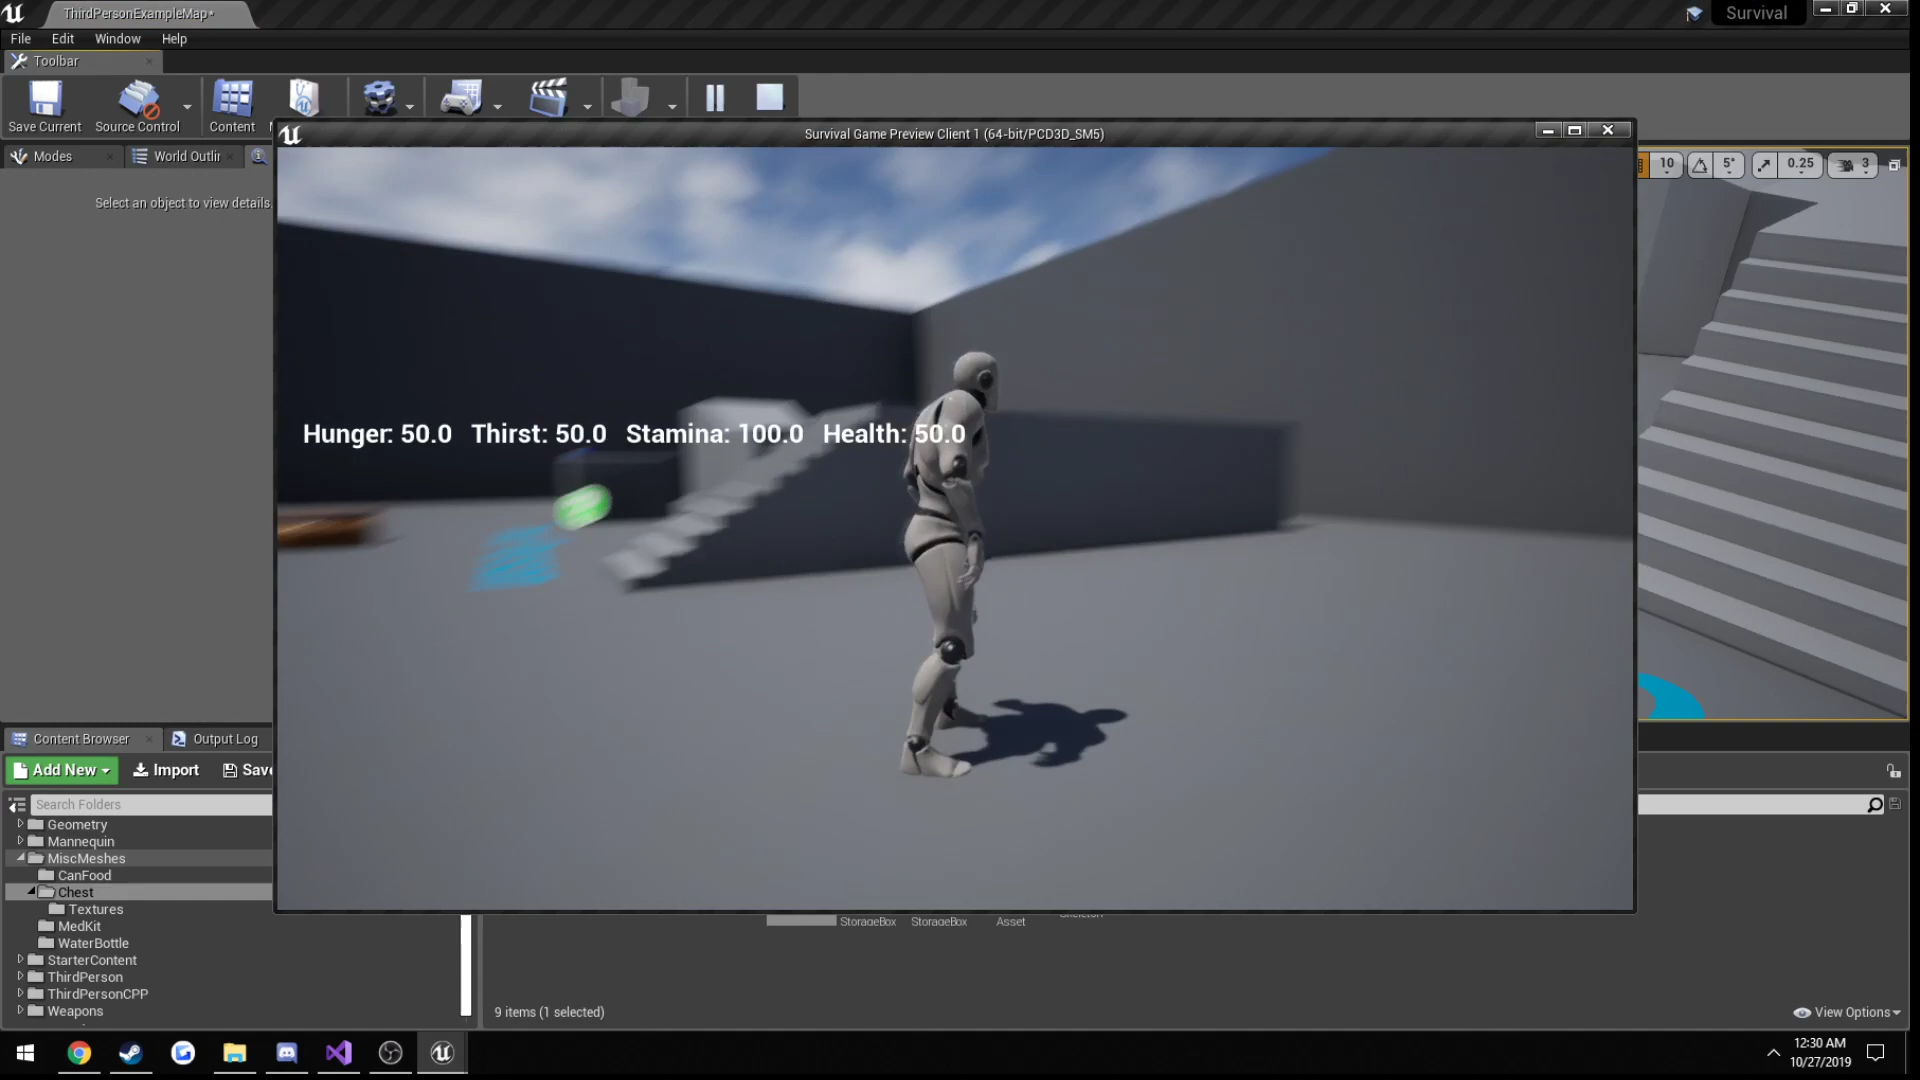 ThirdPersonExampleMap*
Survival
File Edit Window Help
Toolbar
Save Current
Source Control
Content
Survival Game Preview Client 1 (64-bit/PCD3D_SM5)
Modes
World Outlir
Select an object to view details.
10
5°
0.25
3
Hunger: 50.0 Thirst: 50.0 Stamina: 100.0 Health: 50.0
Content Browser
Output Log
Add New
Import
Save
Search Folders
Geometry
Mannequin
MiscMeshes
CanFood
Chest
Textures
MedKit
WaterBottle
StarterContent
ThirdPerson
ThirdPersonCPP
Weapons
StorageBox
StorageBox
Asset
9 items (1 selected)
View Options
12:30 AM
10/27/2019